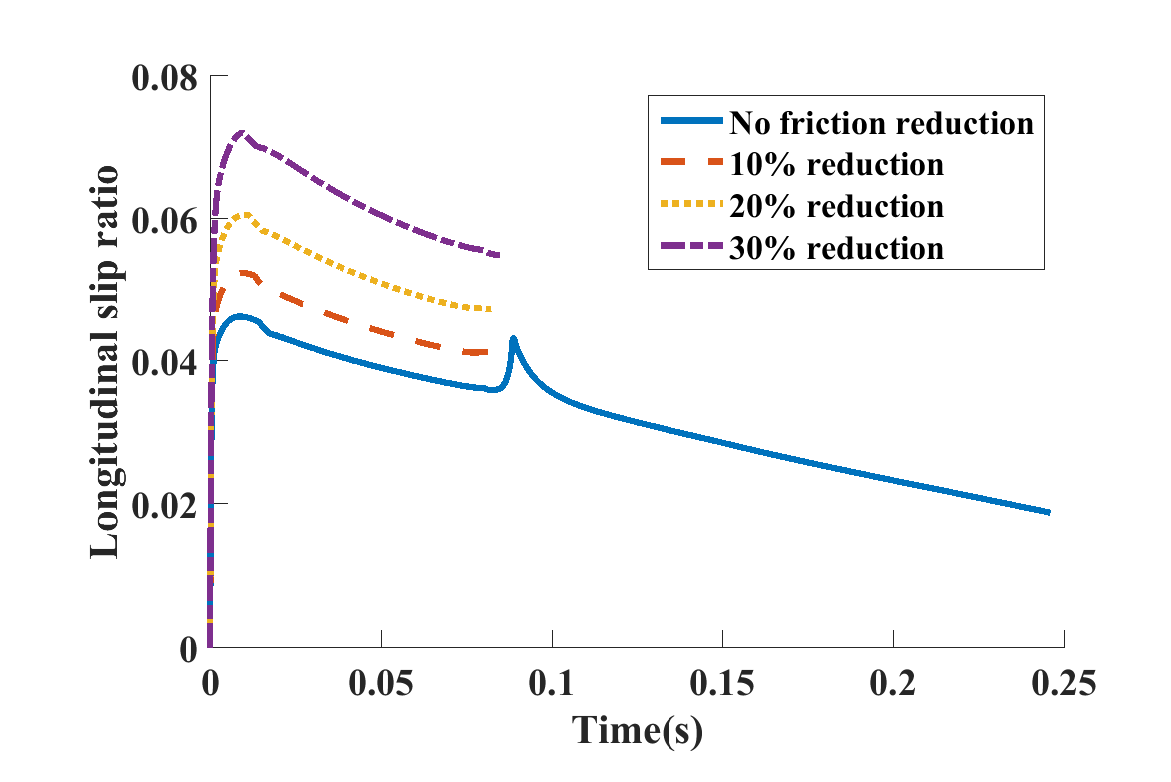 0.08
0.06
0.04
0.02
0
Longitudinal slip ratio
No friction reduction
10% reduction
20% reduction
30% reduction
0 0.05 0.1 0.15 0.2 0.25
Time(s)